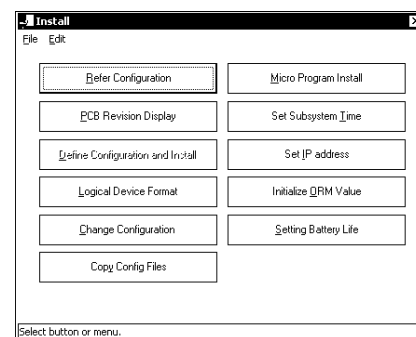 Install
File Edit
Refer Configuration
Micro Program Install
PCB Revision Display
Set Subsystem Time
Define Configuration and Install
Set IP address
Logical Device Format
Initialize ORM Value
Change Configuration
Setting Battery Life
Copy Config Files
Select button or menu.